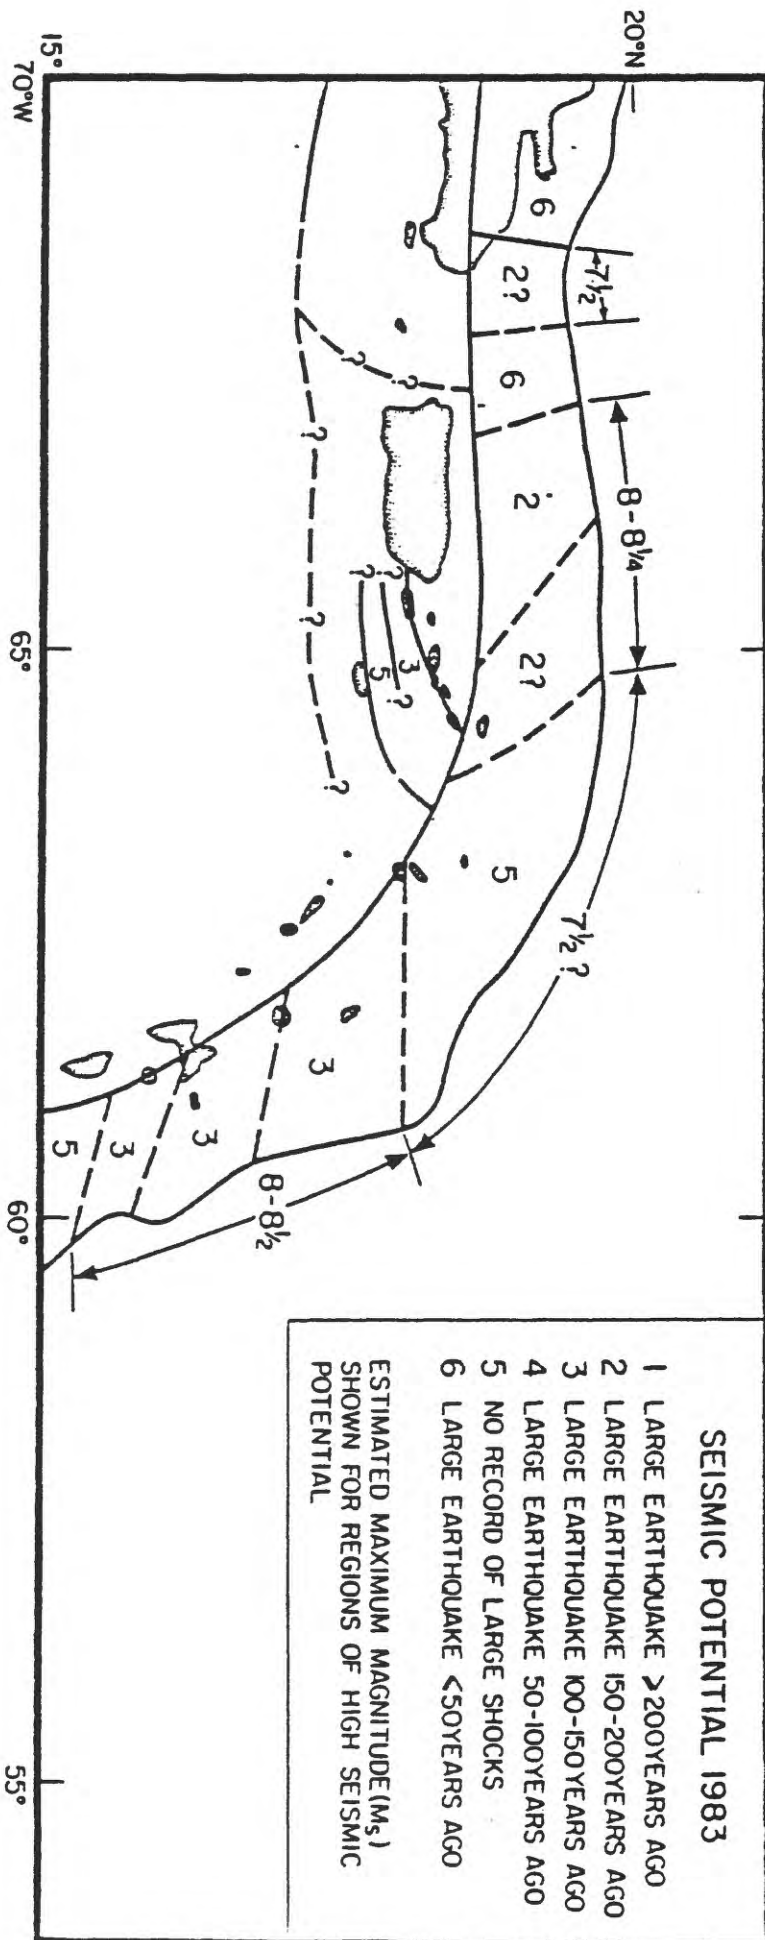 SEISMIC POTENTIAL 1983
1 LARGE EARTHQUAKE >200YEARS AGO
2 LARGE EARTHQUAKE 150-200YEARS AGO
3 LARGE EARTHQUAKE 100-150YEARS AGO
4 LARGE EARTHQUAKE 50-100YEARS AGO
5 NO RECORD OF LARGE SHOCKS
6 LARGE EARTHQUAKE <50YEARS AGO
ESTIMATED MAXIMUM MAGNITUDE(Ms)
SHOWN FOR REGIONS OF HIGH SEISMIC
POTENTIAL
20°N
15°
70°W
65°
60°
55°
7½
8-8¼
7½?
8-8½
6
2?
6
2
2?
5
3
3
3
5
3
5
?
?
?
?
?
?
?
?